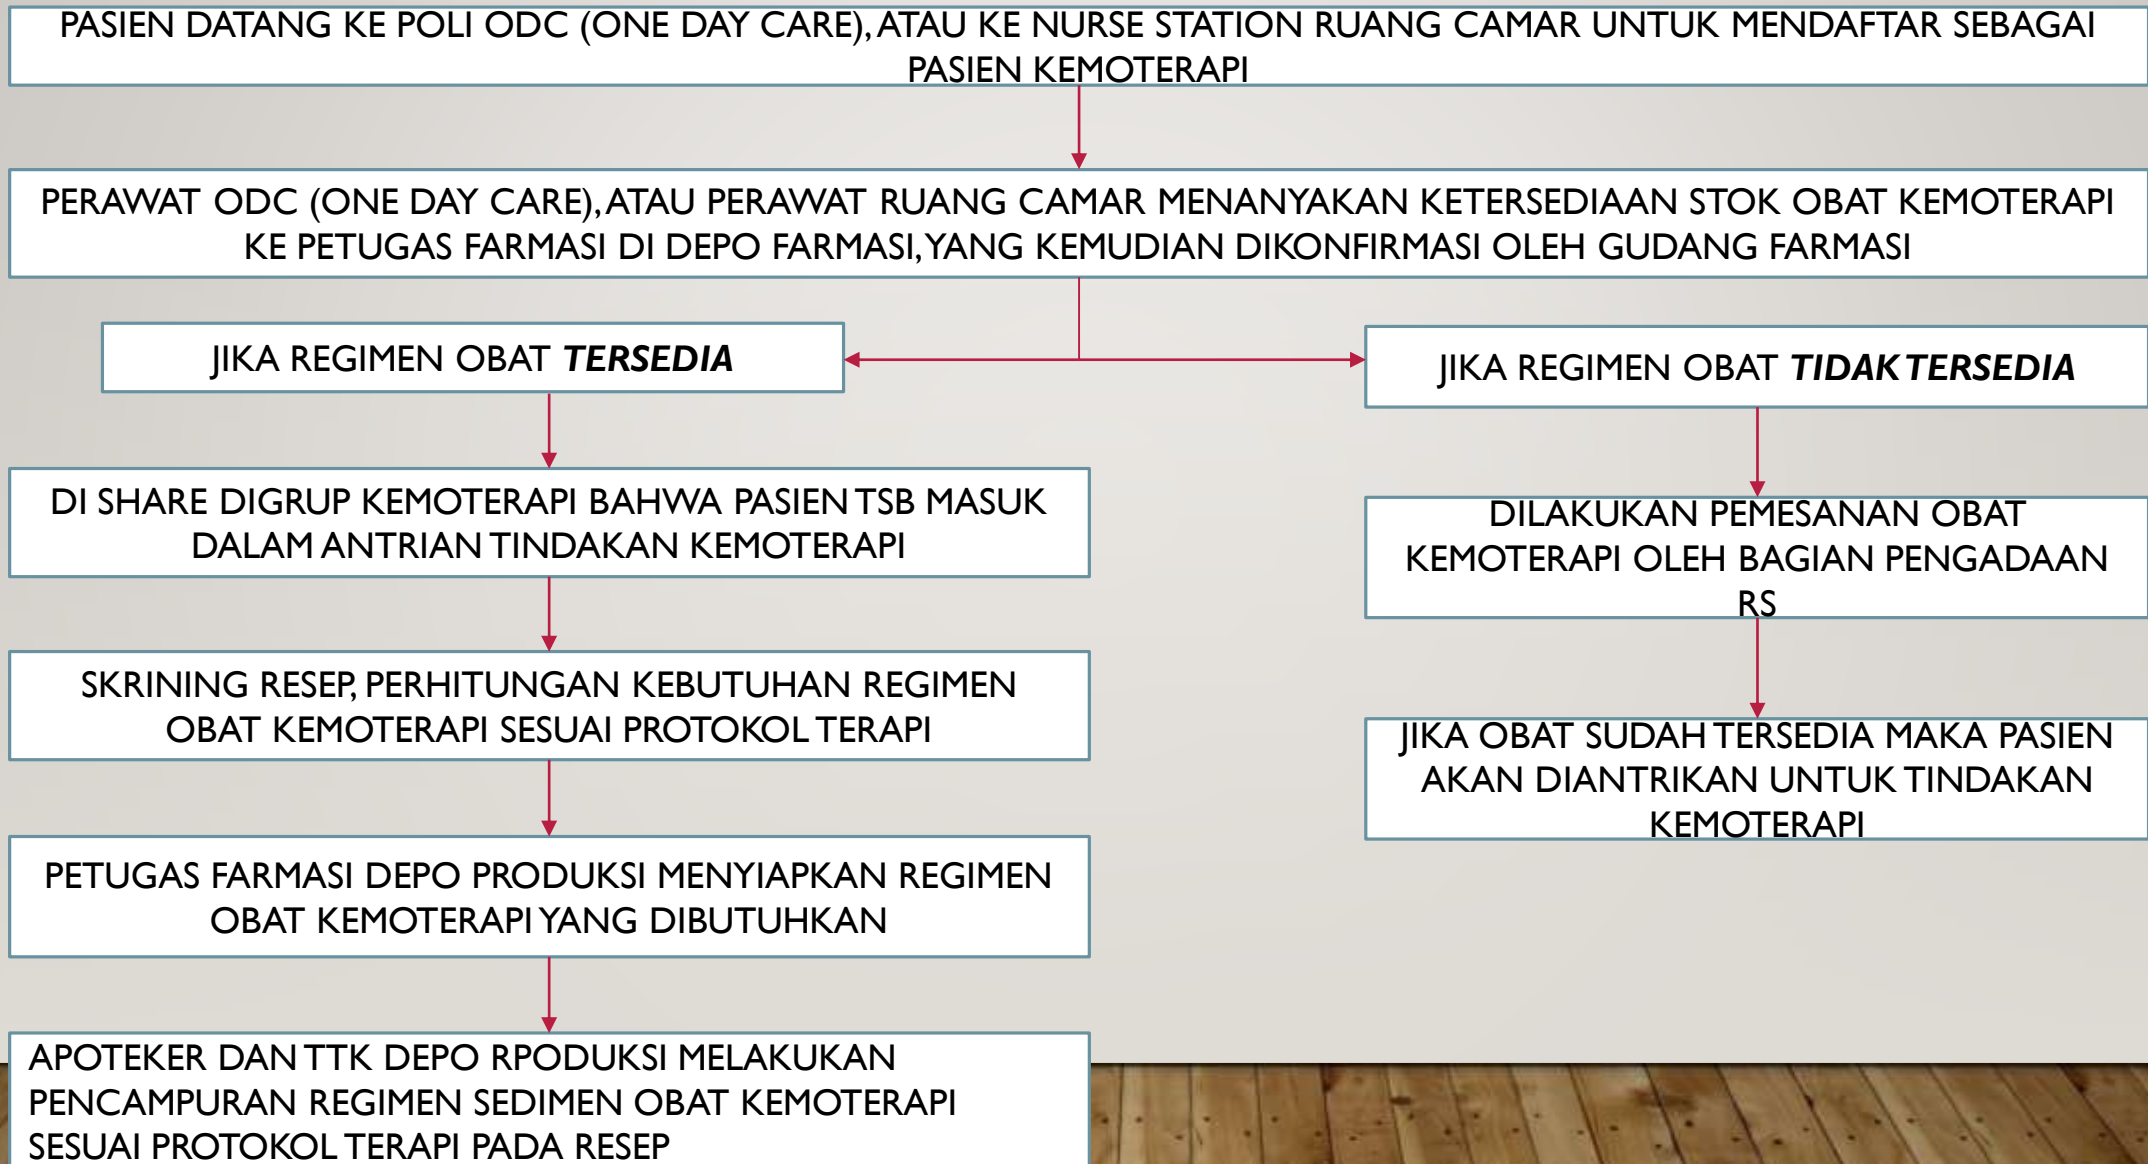 PASIEN DATANG KE POLI ODC (ONE DAY CARE), ATAU KE NURSE STATION RUANG CAMAR UNTUK MENDAFTAR SEBAGAI
PASIEN KEMOTERAPI
PERAWAT ODC (ONE DAY CARE), ATAU PERAWAT RUANG CAMAR MENANYAKAN KETERSEDIAAN STOK OBAT KEMOTERAPI
KE PETUGAS FARMASI DI DEPO FARMASI, YANG KEMUDIAN DIKONFIRMASI OLEH GUDANG FARMASI
JIKA REGIMEN OBAT TERSEDIA
DI SHARE DIGRUP KEMOTERAPI BAHWA PASIEN TSB MASUK
DALAM ANTRIAN TINDAKAN KEMOTERAPI
SKRINING RESEP, PERHITUNGAN KEBUTUHAN REGIMEN
OBAT KEMOTERAPI SESUAI PROTOKOL TERAPI
PETUGAS FARMASI DEPO PRODUKSI MENYIAPKAN REGIMEN
OBAT KEMOTERAPI YANG DIBUTUHKAN
APOTEKER DAN TTK DEPO RPODUKSI MELAKUKAN
PENCAMPURAN REGIMEN SEDIMEN OBAT KEMOTERAPI
SESUAI PROTOKOL TERAPI PADA RESEP
JIKA REGIMEN OBAT TIDAK TERSEDIA
DILAKUKAN PEMESANAN OBAT
KEMOTERAPI OLEH BAGIAN PENGADAAN
RS
JIKA OBAT SUDAH TERSEDIA MAKA PASIEN
AKAN DIANTRIKAN UNTUK TINDAKAN
KEMOTERAPI